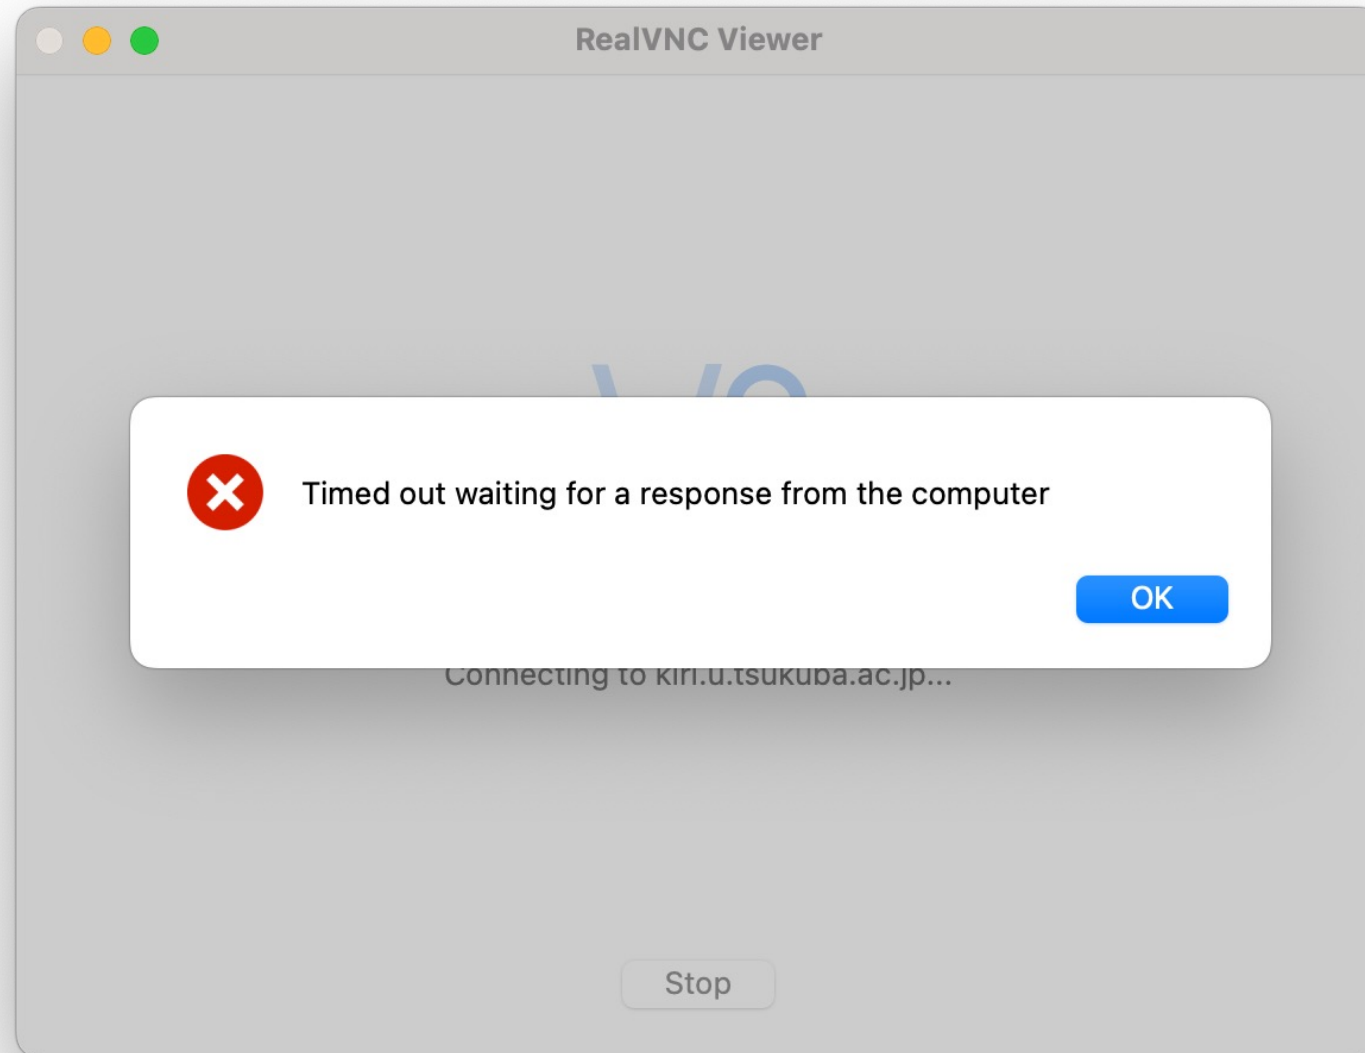 RealVNC Viewer
Timed out waiting for a response from the computer
OK
Connecting to kiri.u.tsukuba.ac.jp...
Stop